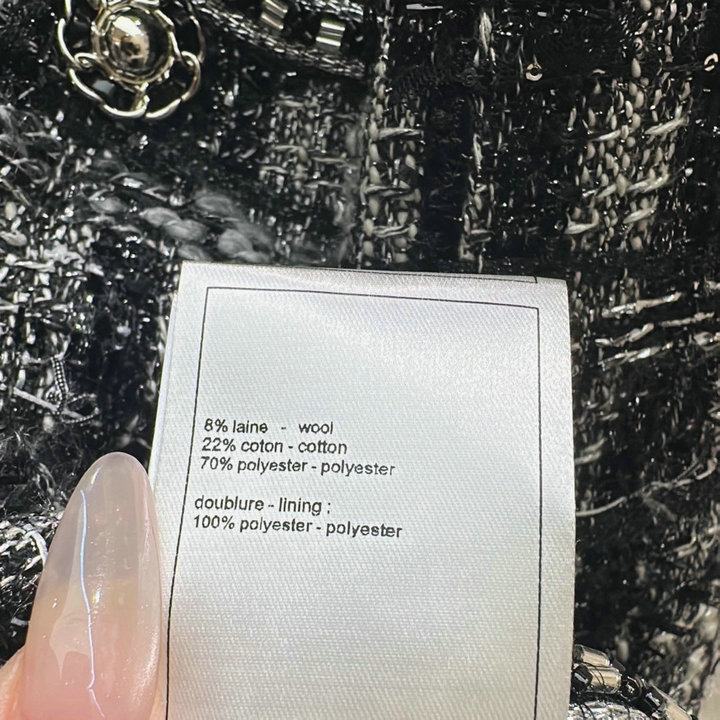 8% laine - wool
22% coton - cotton
70% polyester - polyester
doublure - lining :
100% polyester - polyester